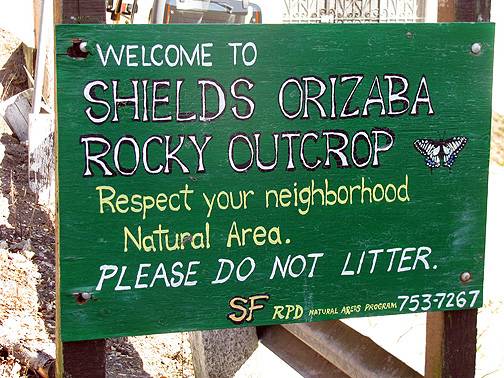 WELCOME TO
SHIELDS ORIZABA
ROCKY OUTCROP
Respect your neighborhood
Natural Area.
PLEASE DO NOT LITTER.
SF RPD NATURAL AREAS PROGRAM 753-7267